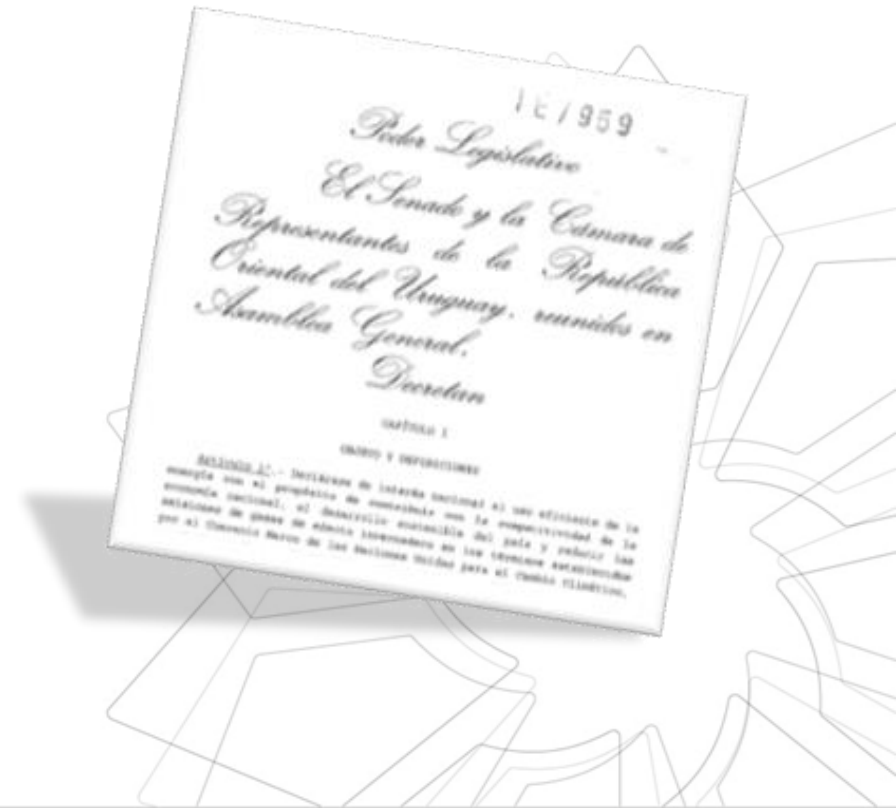 1E/959
Poder Legislativo
El Senado y la Cámara de
Representantes de la República
Oriental del Uruguay, reunidos en
Asamblea General,
Decretan
CAPÍTULO I
OBJETO Y DEFINICIONES
Artículo 1º.- Declárase de interés nacional el uso eficiente de la
energía con el propósito de contribuir con la competitividad de la
economía nacional, el desarrollo sostenible del país y reducir las
emisiones de gases de efecto invernadero en los términos establecidos
por el Convenio Marco de las Naciones Unidas para el Cambio Climático.